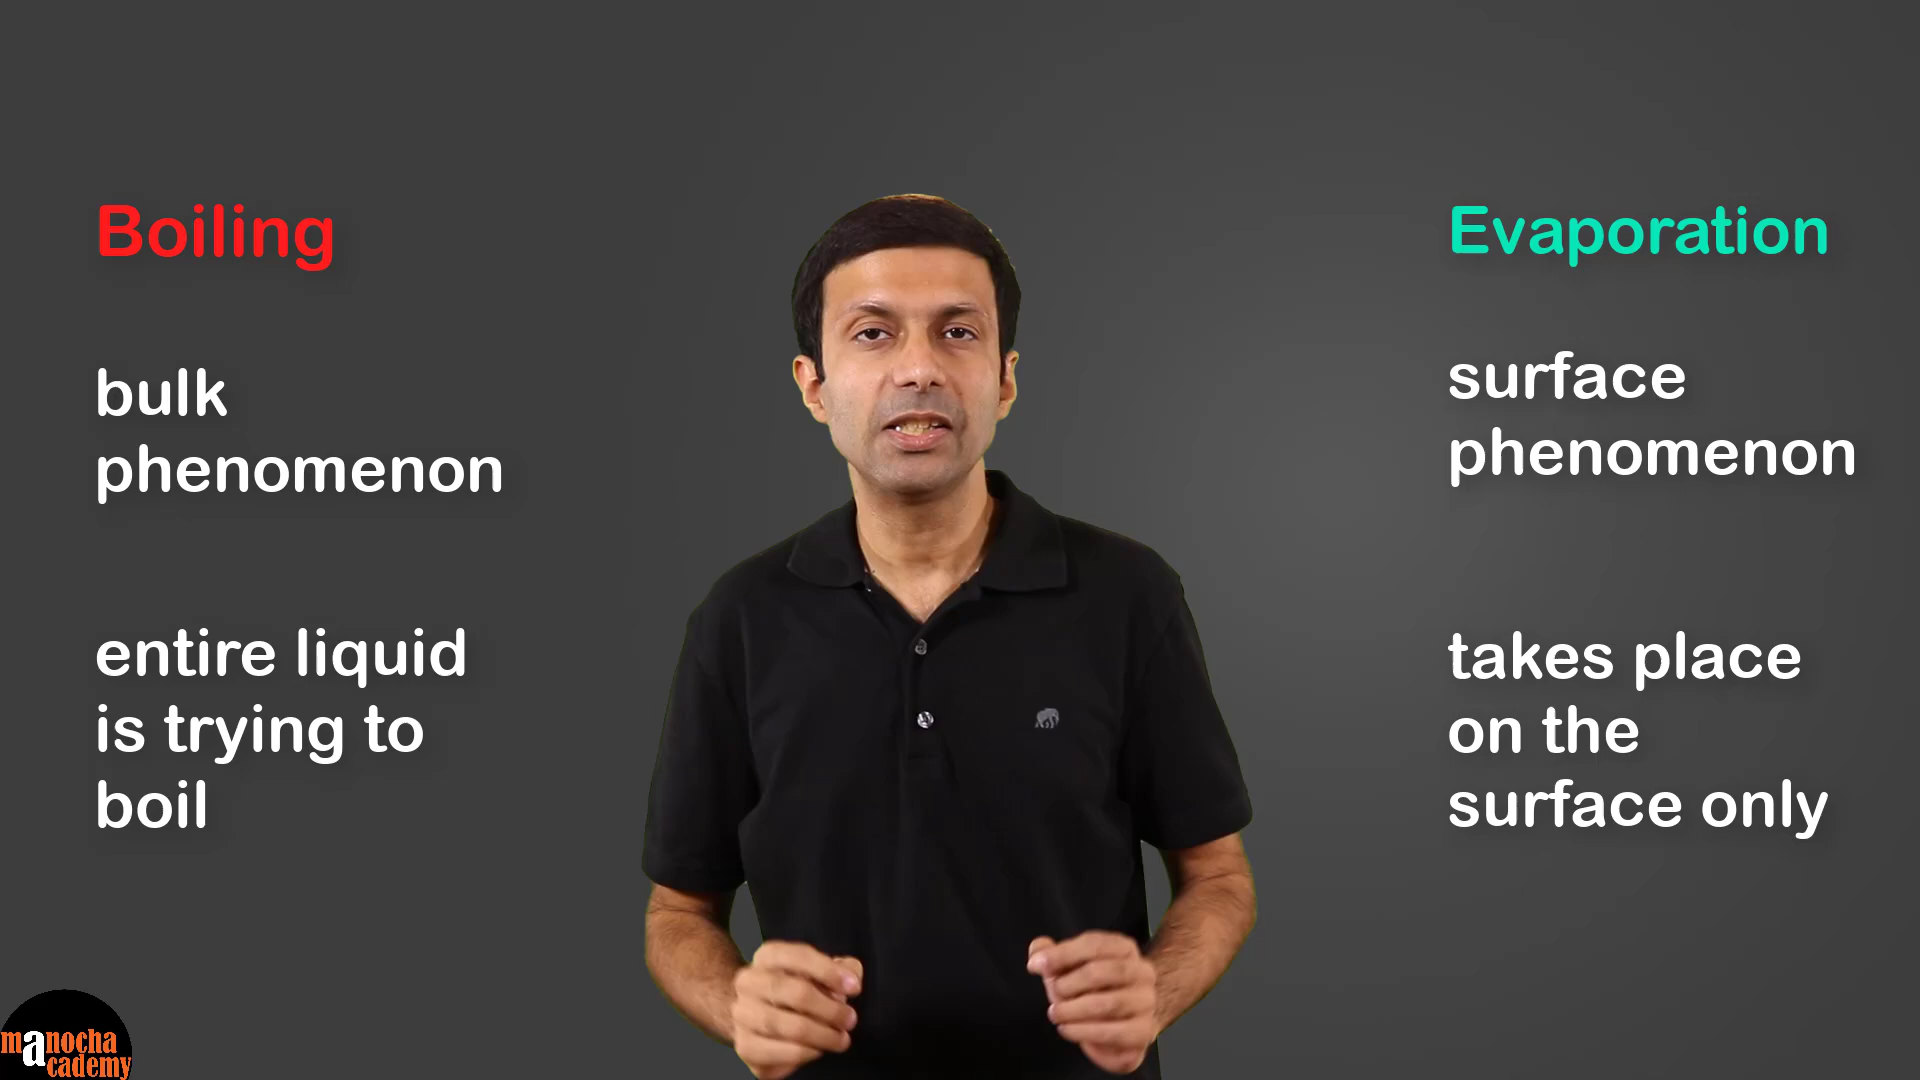 Boiling
bulk
phenomenon
entire liquid
is trying to
boil
Evaporation
surface
phenomenon
takes place
on the
surface only
manocha
academy